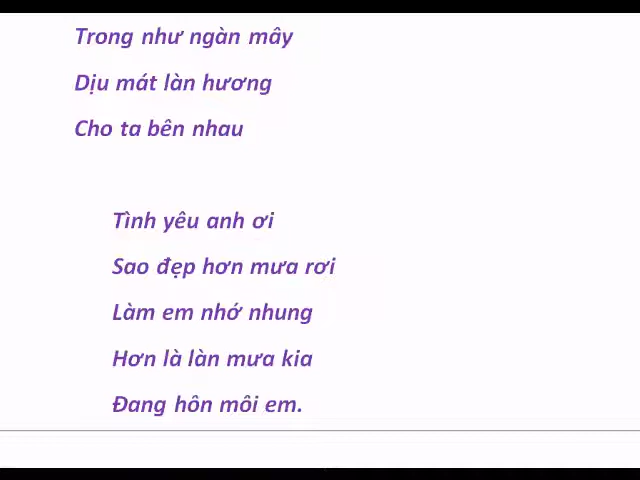 Trong như ngàn mây
Dịu mát làn hương
Cho ta bên nhau
Tình yêu anh ơi
Sao đẹp hơn mưa rơi
Làm em nhớ nhung
Hơn là làn mưa kia
Đang hôn môi em.